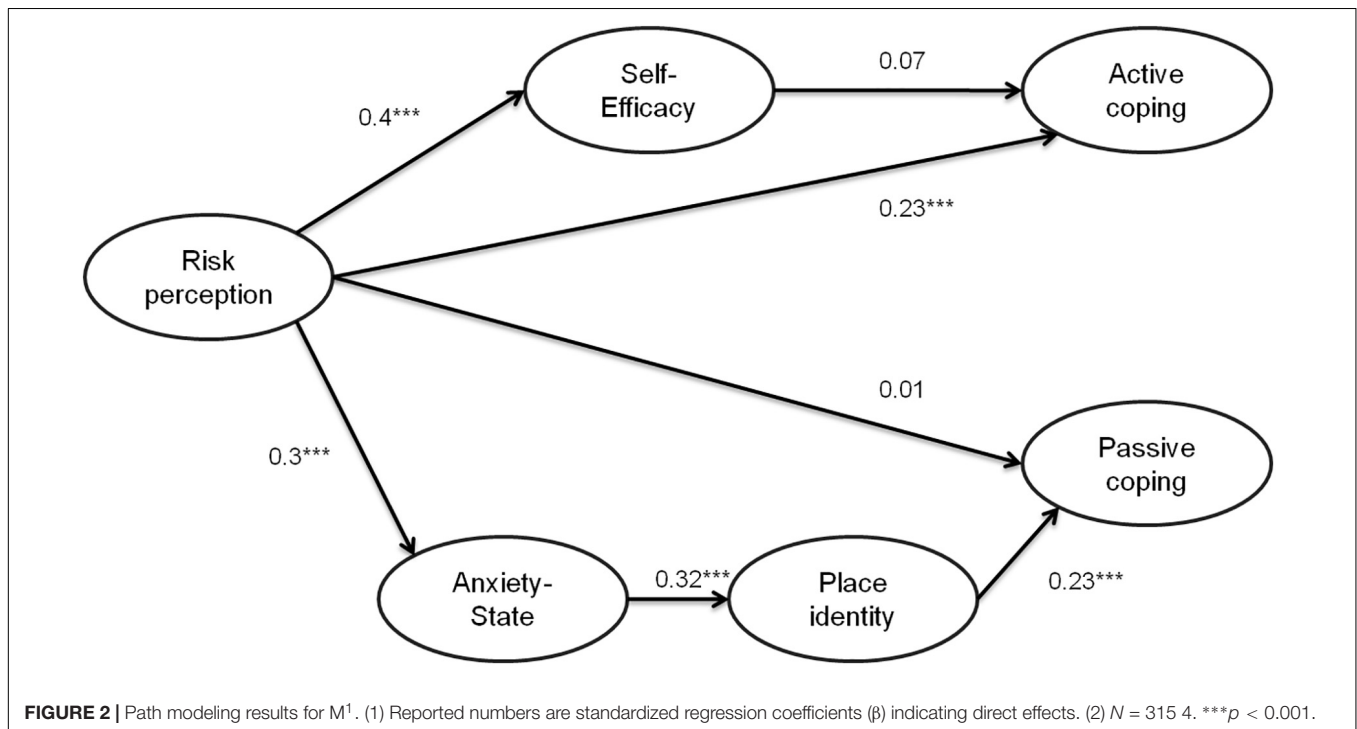 Self-
Efficacy
0.07
Active
coping
0.4***
0.23***
Risk
perception
0.01
Passive
coping
0.3***
Anxiety-
State
0.32***
Place
identity
0.23***
FIGURE 2 | Path modeling results for M¹. (1) Reported numbers are standardized regression coefficients (β) indicating direct effects. (2) N = 315 4. ***p < 0.001.